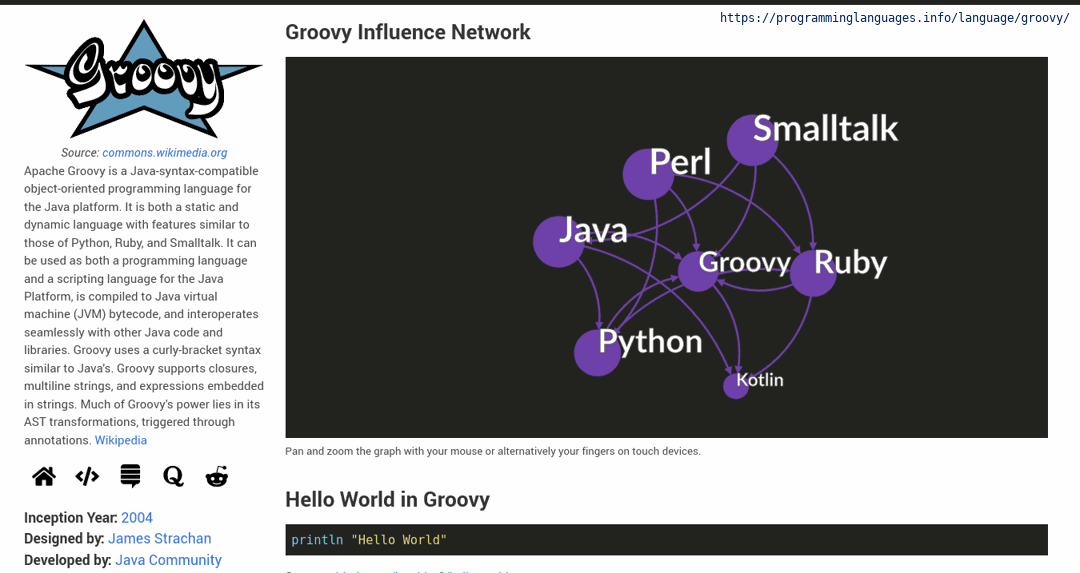 https://programminglanguages.info/language/groovy/
Groovy
Source: commons.wikimedia.org
Apache Groovy is a Java-syntax-compatible
object-oriented programming language for
the Java platform. It is both a static and
dynamic language with features similar to
those of Python, Ruby, and Smalltalk. It can
be used as both a programming language
and a scripting language for the Java
Platform, is compiled to Java virtual
machine (JVM) bytecode, and interoperates
seamlessly with other Java code and
libraries. Groovy uses a curly-bracket syntax
similar to Java's. Groovy supports closures,
multiline strings, and expressions embedded
in strings. Much of Groovy's power lies in its
AST transformations, triggered through
annotations. Wikipedia
Inception Year: 2004
Designed by: James Strachan
Developed by: Java Community
Groovy Influence Network
Smalltalk
Perl
Java
Groovy
Ruby
Python
Kotlin
Pan and zoom the graph with your mouse or alternatively your fingers on touch devices.
Hello World in Groovy
println "Hello World"